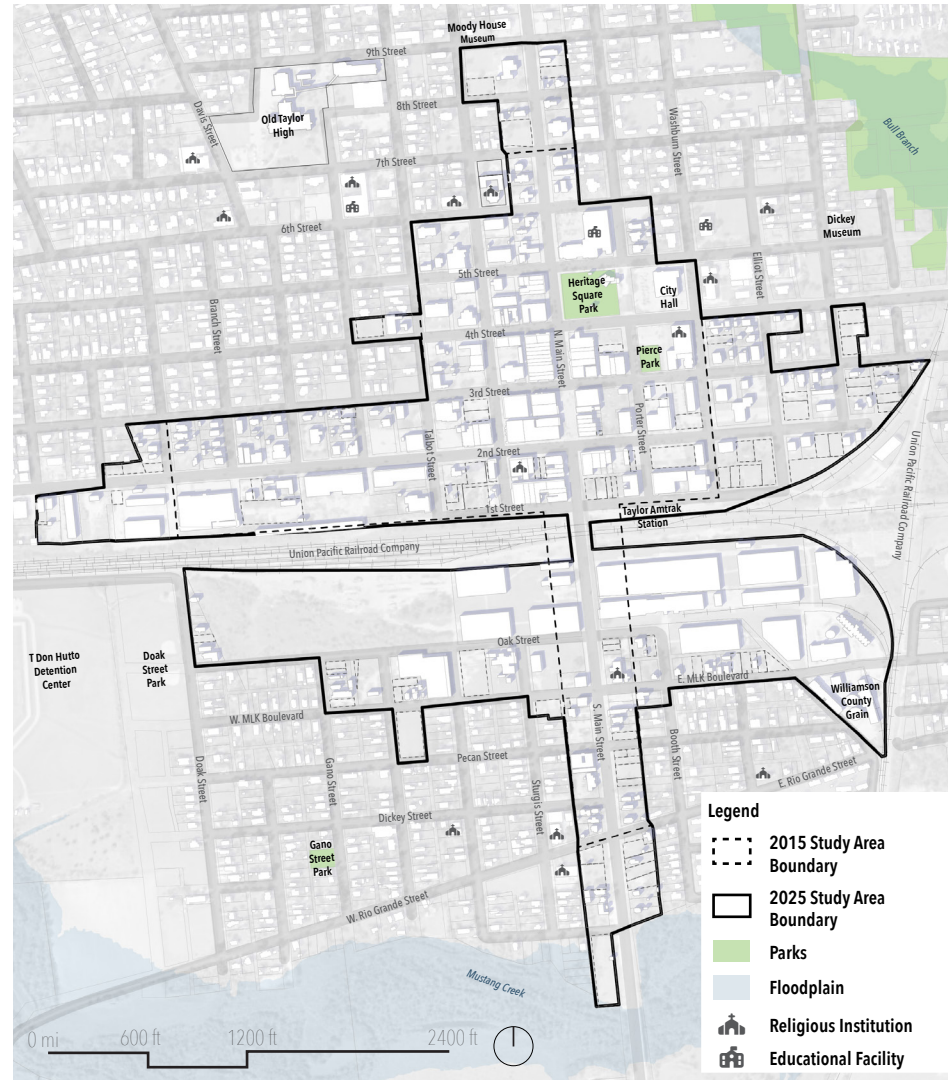 Moody House
Museum
9th Street
8th Street
Davis Street
Old Taylor
High
Washburn Street
Bull Branch
7th Street
6th Street
Dickey
Museum
5th Street
Heritage
Square
Park
City
Hall
Elliot Street
Branch Street
4th Street
N. Main Street
Pierce
Park
3rd Street
Talbot Street
Porter Street
2nd Street
1st Street
Taylor Amtrak
Station
Union Pacific Railroad Company
Union Pacific Railroad Company
Oak Street
T Don Hutto
Detention
Center
Doak
Street
Park
E. MLK Boulevard
Williamson
County
Grain
W. MLK Boulevard
S. Main Street
Booth Street
Pecan Street
Doak Street
Gano Street
Sturgis Street
E. Rio Grande Street
Dickey Street
Gano
Street
Park
W. Rio Grande Street
Mustang Creek
Legend
2015 Study Area
Boundary
2025 Study Area
Boundary
Parks
Floodplain
Religious Institution
Educational Facility
0 mi 600 ft 1200 ft 2400 ft